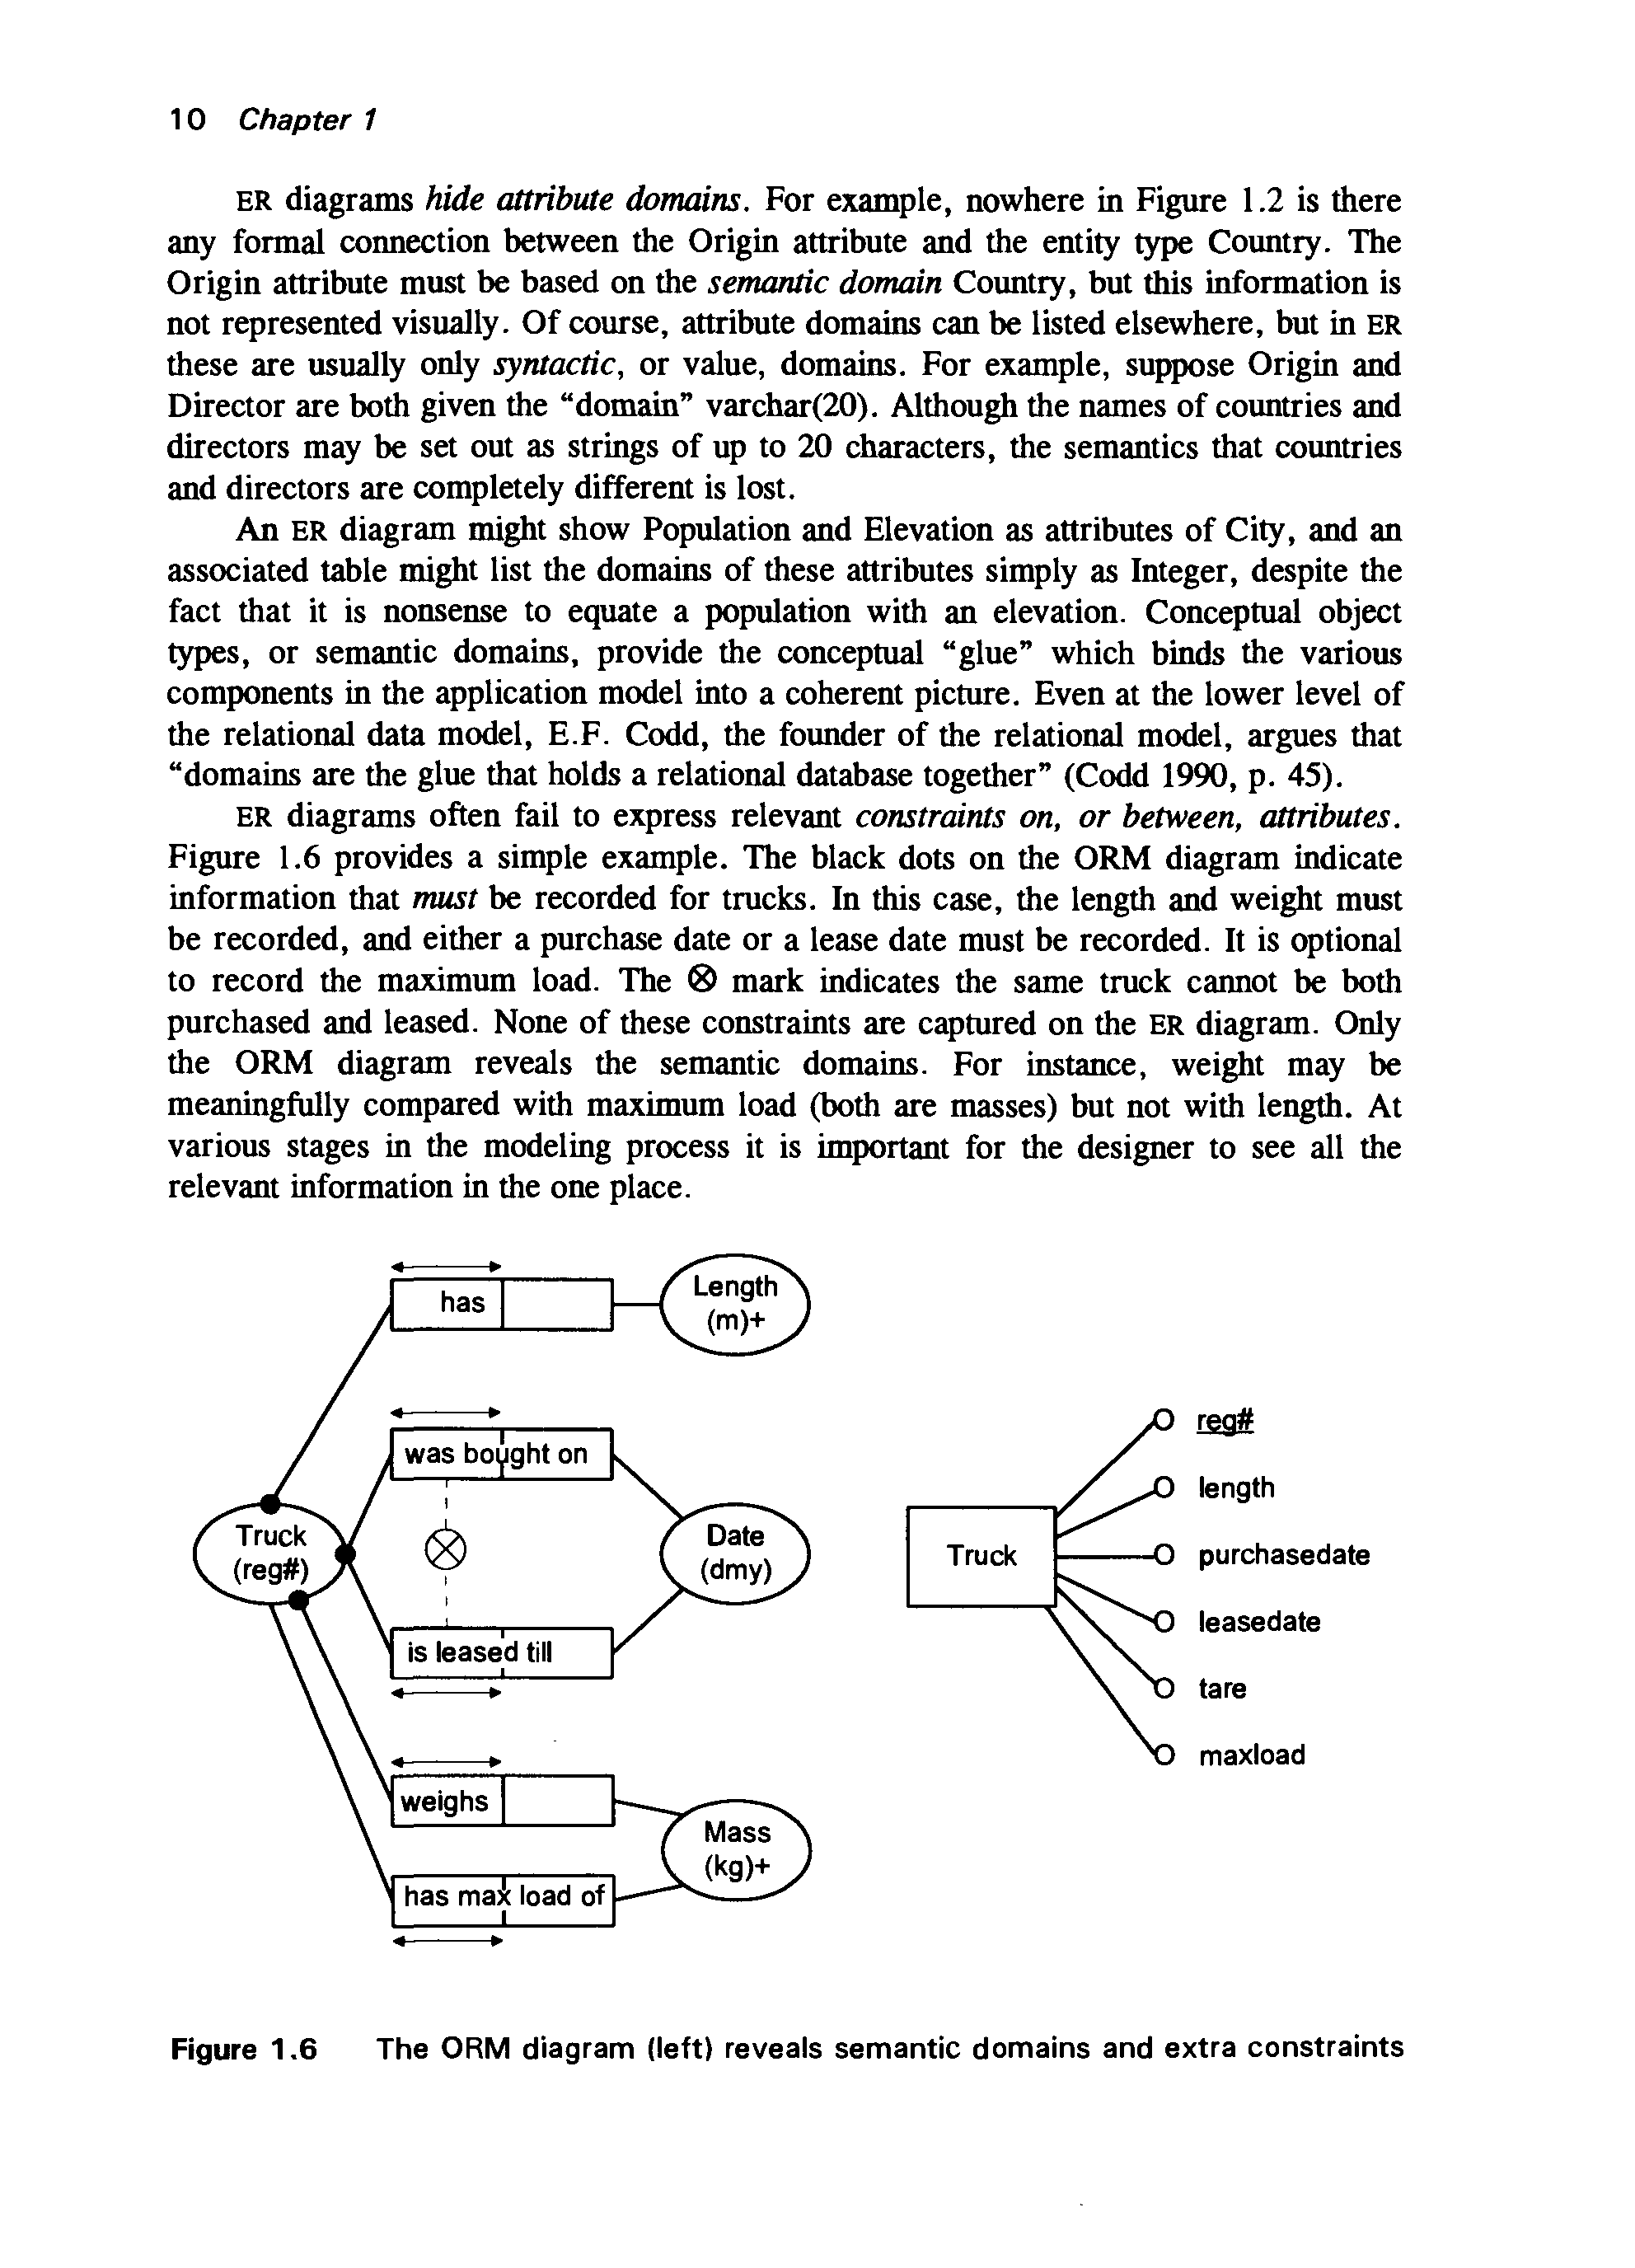 10 Chapter 1
ER diagrams hide attribute domains. For example, nowhere in Figure 1.2 is there
any formal connection between the Origin attribute and the entity type Country. The
Origin attribute must be based on the semantic domain Country, but this information is
not represented visually. Of course, attribute domains can be listed elsewhere, but in ER
these are usually only syntactic, or value, domains. For example, suppose Origin and
Director are both given the “domain” varchar(20). Although the names of countries and
directors may be set out as strings of up to 20 characters, the semantics that countries
and directors are completely different is lost.
An ER diagram might show Population and Elevation as attributes of City, and an
associated table might list the domains of these attributes simply as Integer, despite the
fact that it is nonsense to equate a population with an elevation. Conceptual object
types, or semantic domains, provide the conceptual “glue” which binds the various
components in the application model into a coherent picture. Even at the lower level of
the relational data model, E.F. Codd, the founder of the relational model, argues that
“domains are the glue that holds a relational database together” (Codd 1990, p. 45).
ER diagrams often fail to express relevant constraints on, or between, attributes.
Figure 1.6 provides a simple example. The black dots on the ORM diagram indicate
information that must be recorded for trucks. In this case, the length and weight must
be recorded, and either a purchase date or a lease date must be recorded. It is optional
to record the maximum load. The ⊗ mark indicates the same truck cannot be both
purchased and leased. None of these constraints are captured on the ER diagram. Only
the ORM diagram reveals the semantic domains. For instance, weight may be
meaningfully compared with maximum load (both are masses) but not with length. At
various stages in the modeling process it is important for the designer to see all the
relevant information in the one place.
has
Length
(m)+
was bought on
Truck
(reg#)
Date
(dmy)
is leased till
weighs
Mass
(kg)+
has max load of
Truck
reg#
length
purchasedate
leasedate
tare
maxload
Figure 1.6 The ORM diagram (left) reveals semantic domains and extra constraints